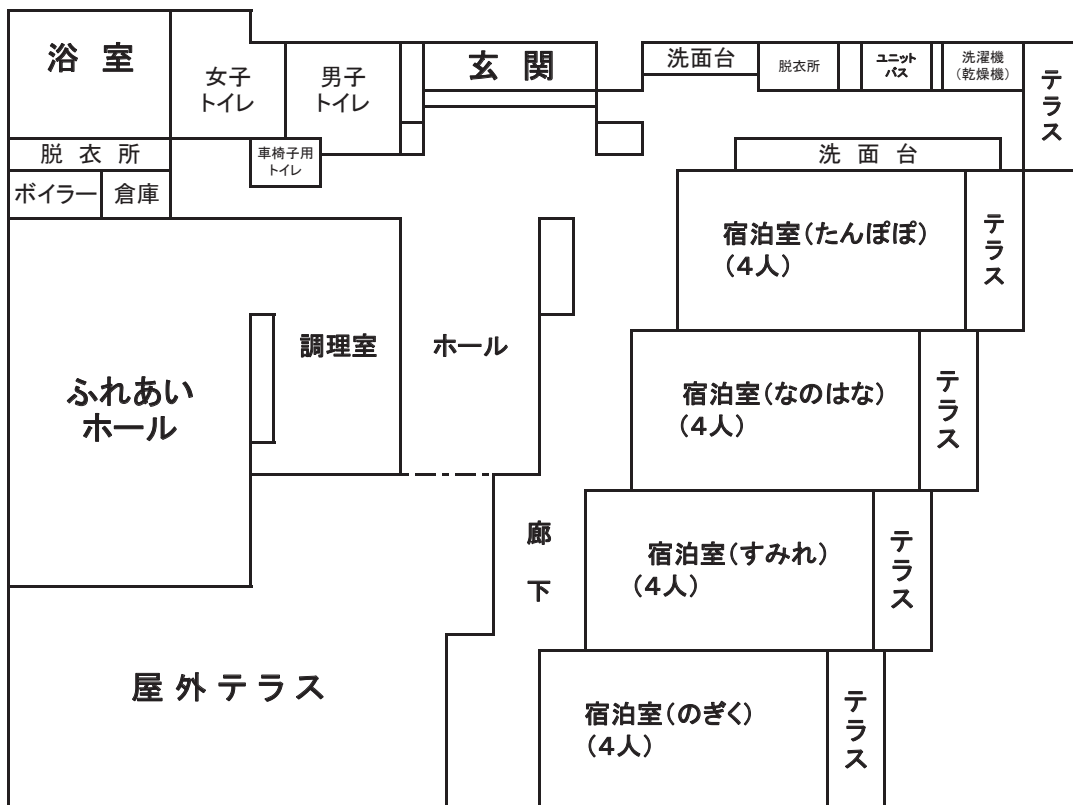 浴室
女子
トイレ
男子
トイレ
玄関
洗面台
脱衣所
ユニット
バス
洗濯機
(乾燥機)
テラス
脱衣所
車椅子用
トイレ
洗面台
ボイラー
倉庫
宿泊室(たんぽぽ)
(4人)
テラス
調理室
ホール
ふれあい
ホール
宿泊室(なのはな)
(4人)
テラス
廊下
宿泊室(すみれ)
(4人)
テラス
屋外テラス
宿泊室(のぎく)
(4人)
テラス